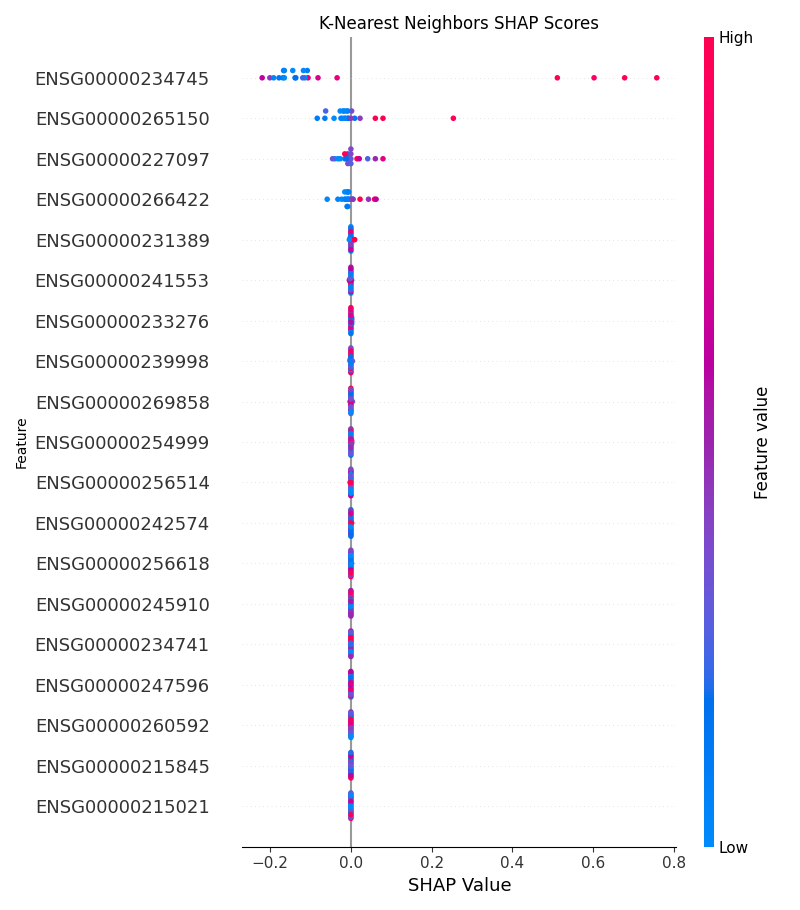 K-Nearest Neighbors SHAP Scores
High
ENSG00000234745
ENSG00000265150
ENSG00000227097
ENSG00000266422
ENSG00000231389
ENSG00000241553
ENSG00000233276
ENSG00000239998
ENSG00000269858
ENSG00000254999
ENSG00000256514
ENSG00000242574
ENSG00000256618
ENSG00000245910
ENSG00000234741
ENSG00000247596
ENSG00000260592
ENSG00000215845
ENSG00000215021
Feature
Feature value
Low
−0.2 0.0 0.2 0.4 0.6 0.8
SHAP Value